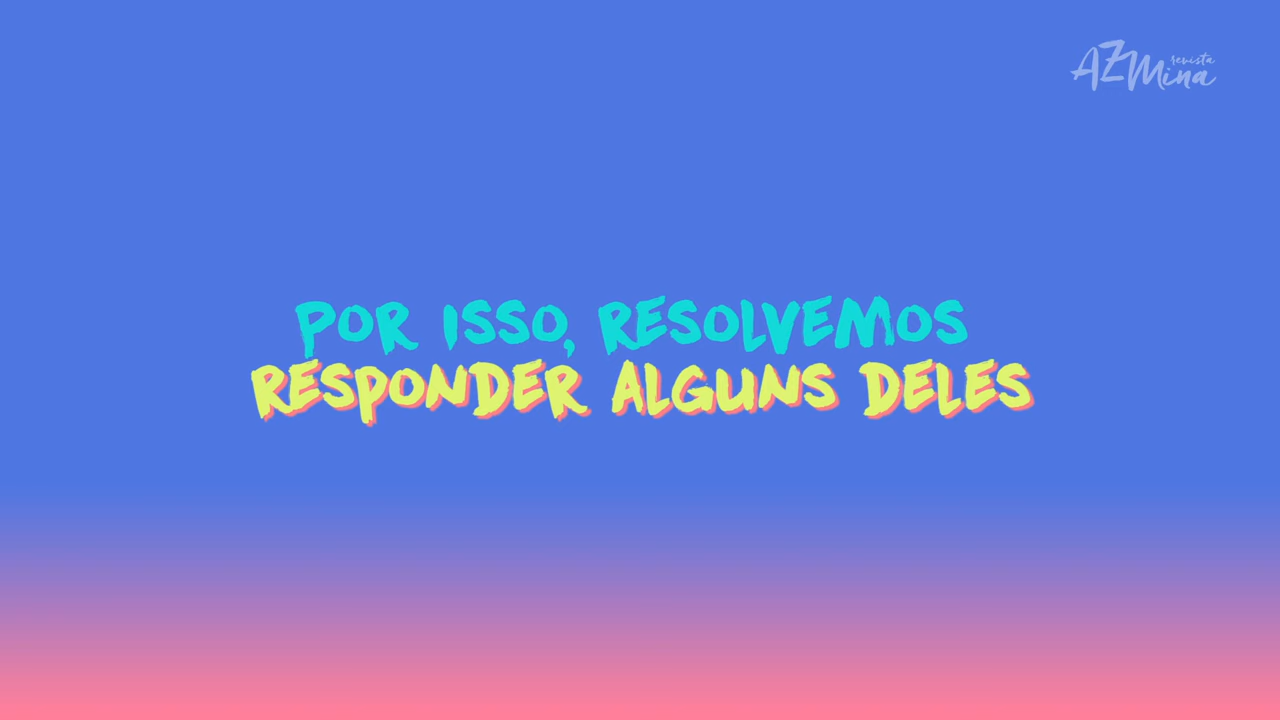 revista
AZMina
POR ISSO, RESOLVEMOS
RESPONDER ALGUNS DELES